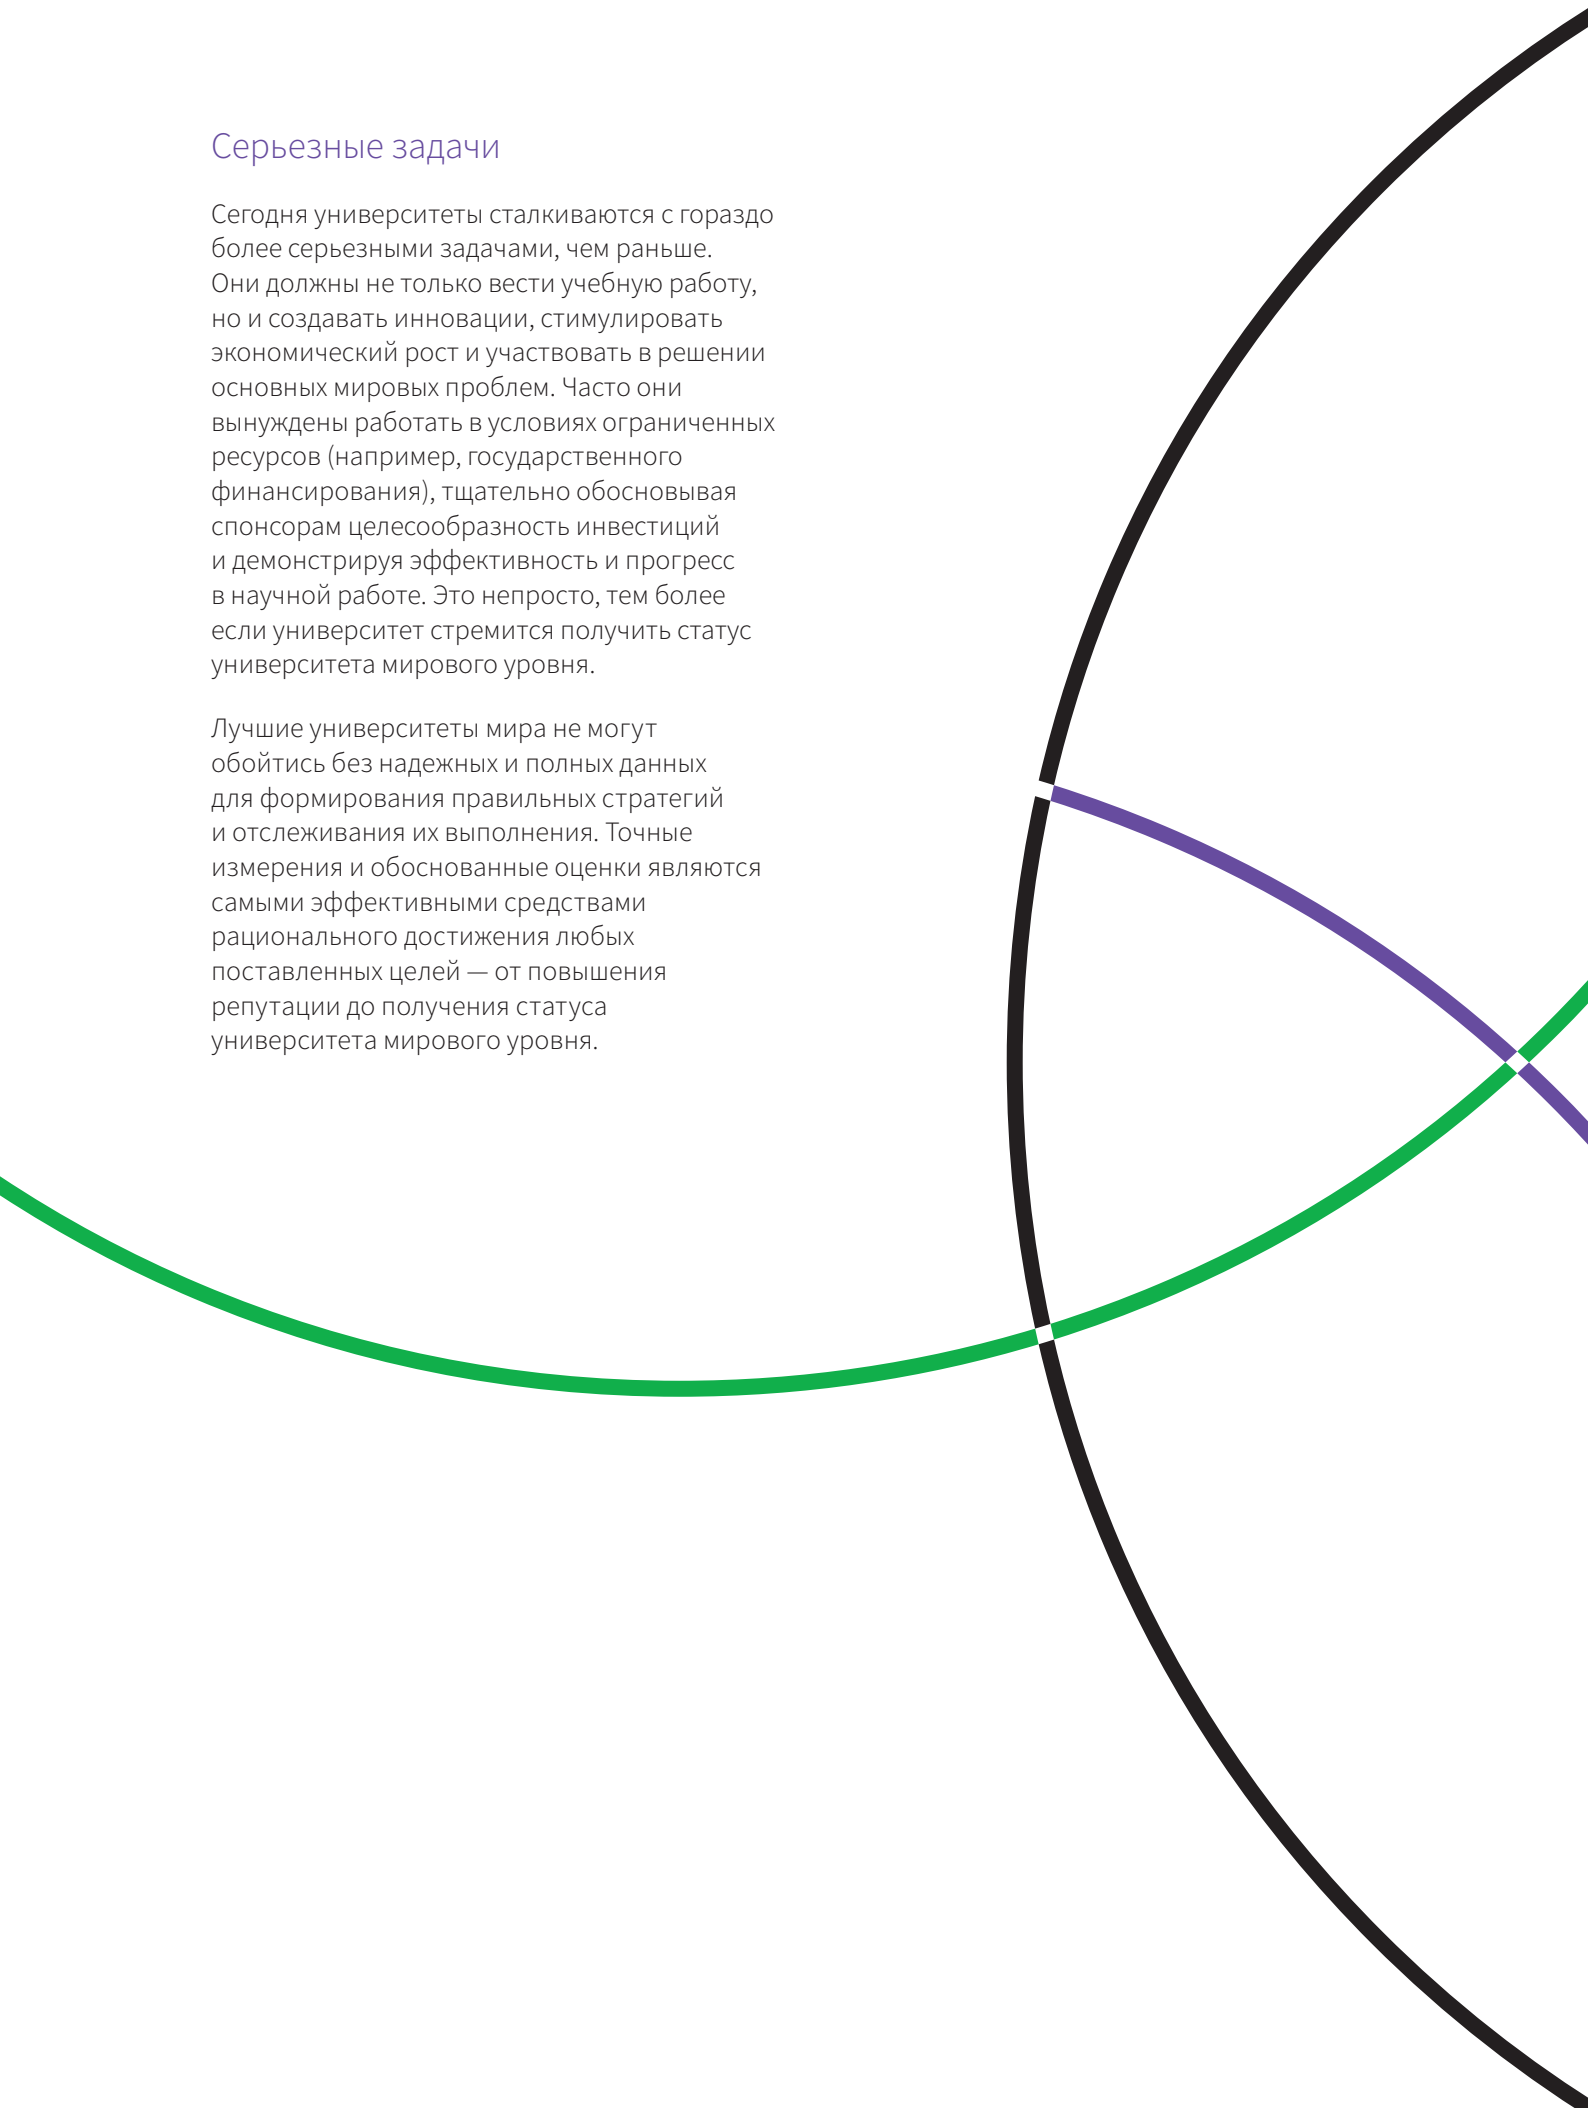 Серьезные задачи
Сегодня университеты сталкиваются с гораздо
более серьезными задачами, чем раньше.
Они должны не только вести учебную работу,
но и создавать инновации, стимулировать
экономический рост и участвовать в решении
основных мировых проблем. Часто они
вынуждены работать в условиях ограниченных
ресурсов (например, государственного
финансирования), тщательно обосновывая
спонсорам целесообразность инвестиций
и демонстрируя эффективность и прогресс
в научной работе. Это непросто, тем более
если университет стремится получить статус
университета мирового уровня.
Лучшие университеты мира не могут
обойтись без надежных и полных данных
для формирования правильных стратегий
и отслеживания их выполнения. Точные
измерения и обоснованные оценки являются
самыми эффективными средствами
рационального достижения любых
поставленных целей — от повышения
репутации до получения статуса
университета мирового уровня.